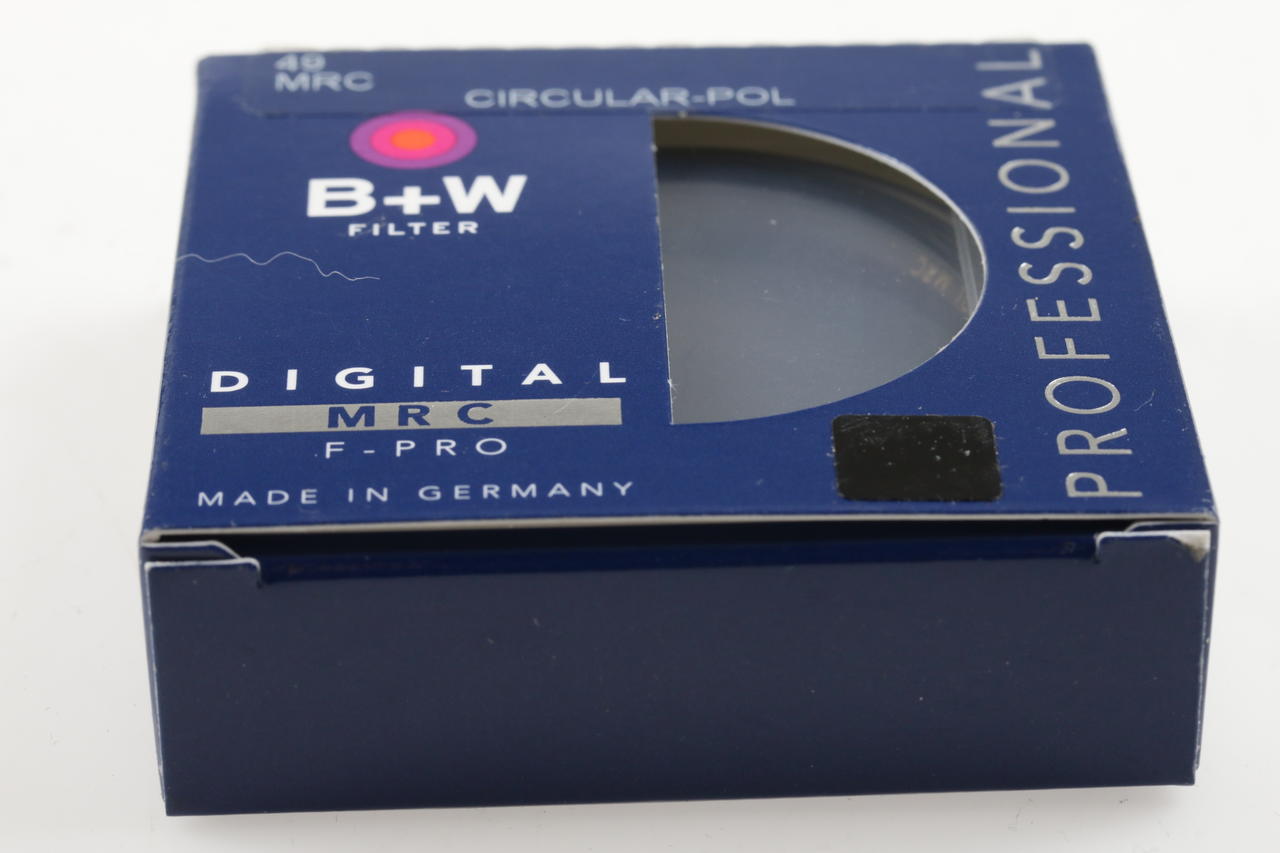 49
MRC
CIRCULAR-POL
B+W
FILTER
DIGITAL
MRC
F-PRO
MADE IN GERMANY
PROFESSIONAL